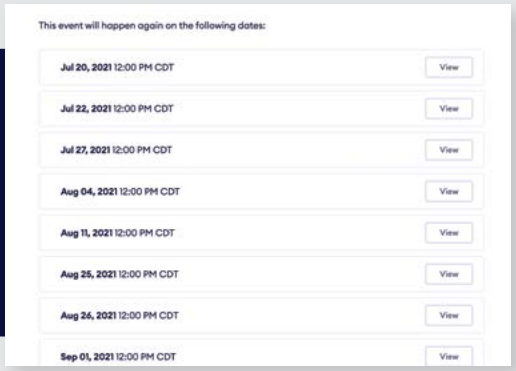 This event will happen again on the following dates:
Jul 20, 2021 12:00 PM CDT View
Jul 22, 2021 12:00 PM CDT View
Jul 27, 2021 12:00 PM CDT View
Aug 04, 2021 12:00 PM CDT View
Aug 11, 2021 12:00 PM CDT View
Aug 25, 2021 12:00 PM CDT View
Aug 26, 2021 12:00 PM CDT View
Sep 01, 2021 12:00 PM CDT View